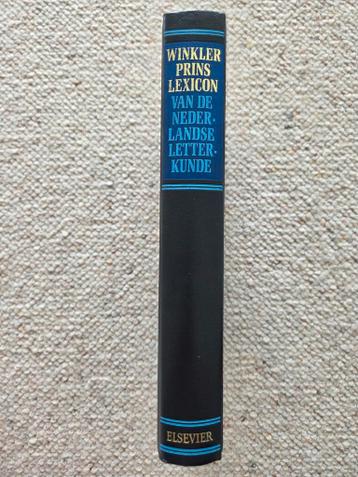 WINKLER
PRINS
LEXICON
VAN DE
NEDER-
LANDSE
LETTER-
KUNDE
ELSEVIER